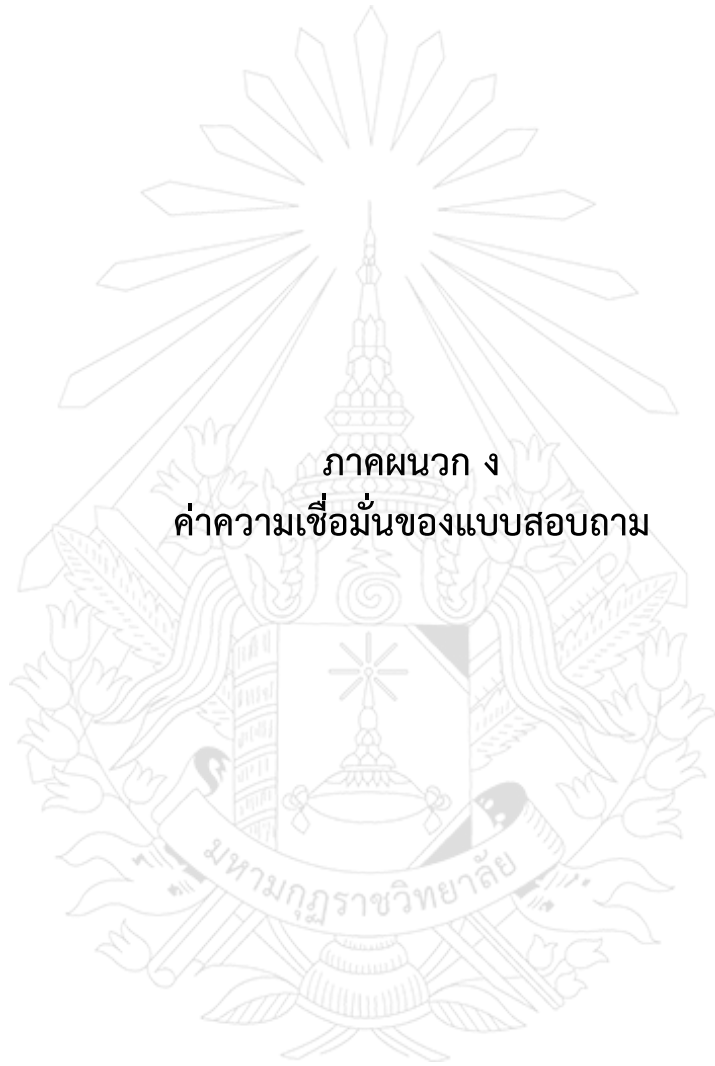 ภาคผนวก ง
ค่าความเชื่อมั่นของแบบสอบถาม
มหามกุฏราชวิทยาลัย